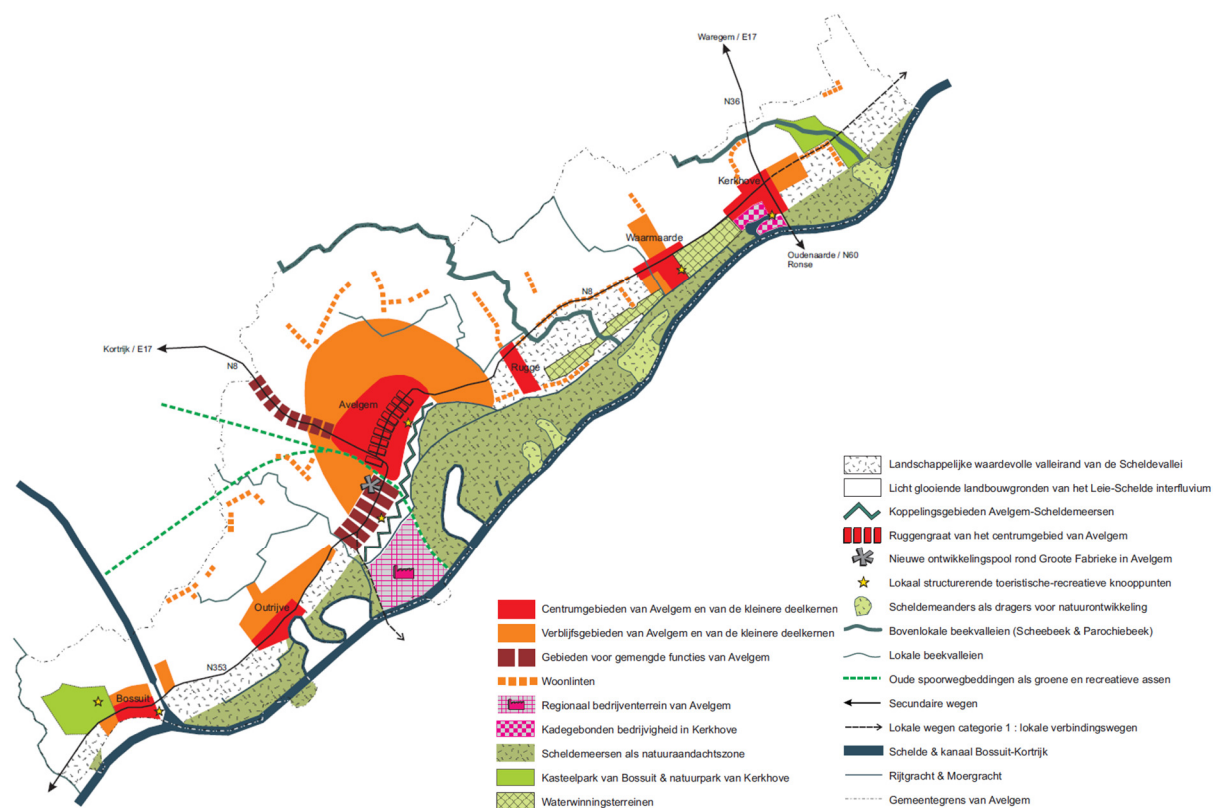 Waregem / E17
N36
Kerkhove
Waarmaarde
Oudenaarde / N60
Ronse
N8
Kortrijk / E17
N8
Rugge
Avelgem
Outrijve
N353
Bossuit
Centrumgebieden van Avelgem en van de kleinere deelkernen
Verblijfsgebieden van Avelgem en van de kleinere deelkernen
Gebieden voor gemengde functies van Avelgem
Woonlinten
Regionaal bedrijventerrein van Avelgem
Kadegebonden bedrijvigheid in Kerkhove
Scheldemeersen als natuuraandachtszone
Kasteelpark van Bossuit & natuurpark van Kerkhove
Waterwinningsterreinen
Landschappelijke waardevolle valleirand van de Scheldevallei
Licht glooiende landbouwgronden van het Leie-Schelde interfluvium
Koppelingsgebieden Avelgem-Scheldemeersen
Ruggengraat van het centrumgebied van Avelgem
Nieuwe ontwikkelingspool rond Groote Fabrieke in Avelgem
Lokaal structurerende toeristische-recreatieve knooppunten
Scheldemeanders als dragers voor natuurontwikkeling
Bovenlokale beekvalleien (Scheebeek & Parochiebeek)
Lokale beekvalleien
Oude spoorwegbeddingen als groene en recreatieve assen
Secundaire wegen
Lokale wegen categorie 1 : lokale verbindingswegen
Schelde & kanaal Bossuit-Kortrijk
Rijtgracht & Moergracht
Gemeentegrens van Avelgem